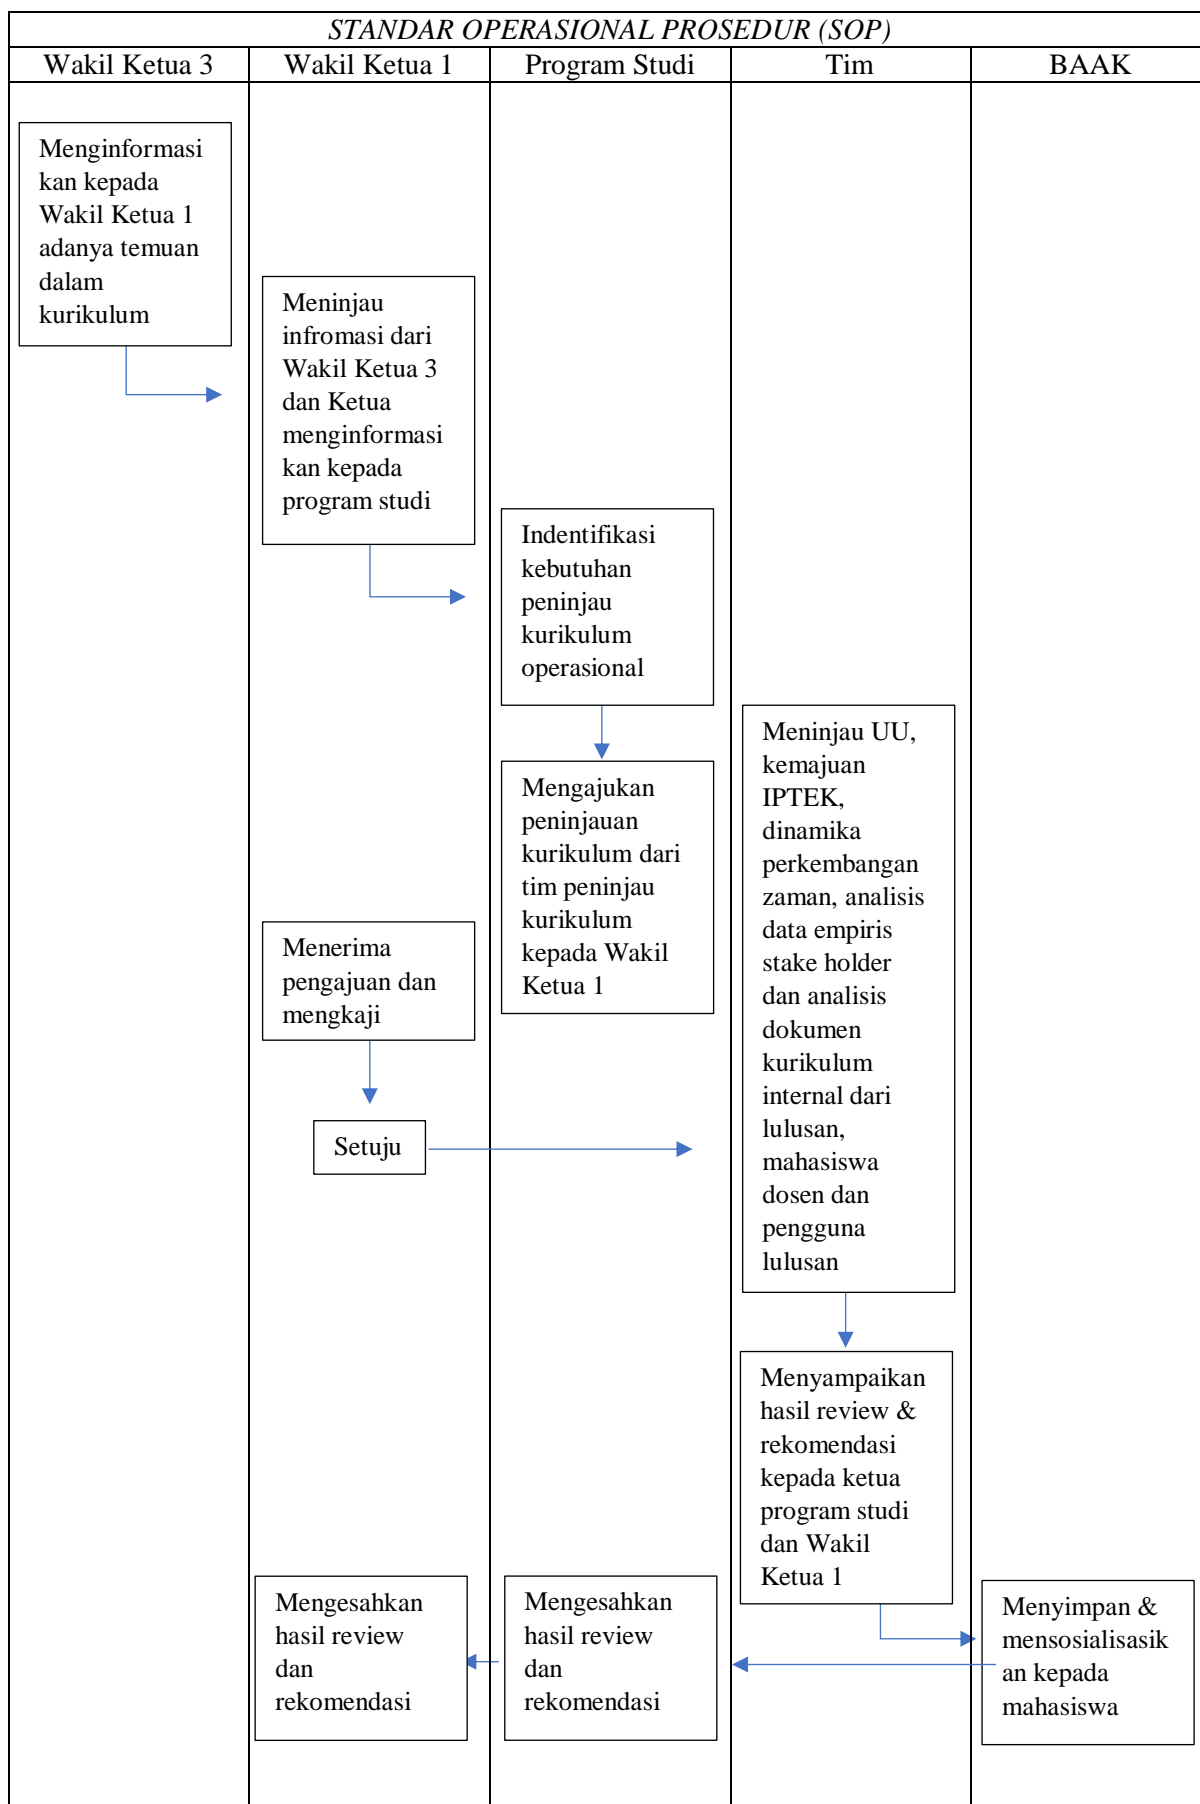 STANDAR OPERASIONAL PROSEDUR (SOP)
Wakil Ketua 3
Wakil Ketua 1
Program Studi
Tim
BAAK
Menginformasi
kan kepada
Wakil Ketua 1
adanya temuan
dalam
kurikulum
Meninjau
infromasi dari
Wakil Ketua 3
dan Ketua
menginformasi
kan kepada
program studi
Indentifikasi
kebutuhan
peninjau
kurikulum
operasional
Mengajukan
peninjauan
kurikulum dari
tim peninjau
kurikulum
kepada Wakil
Ketua 1
Menerima
pengajuan dan
mengkaji
Setuju
Meninjau UU,
kemajuan
IPTEK,
dinamika
perkembangan
zaman, analisis
data empiris
stake holder
dan analisis
dokumen
kurikulum
internal dari
lulusan,
mahasiswa
dosen dan
pengguna
lulusan
Menyampaikan
hasil review &
rekomendasi
kepada ketua
program studi
dan Wakil
Ketua 1
Menyimpan &
mensosialisasik
an kepada
mahasiswa
Mengesahkan
hasil review
dan
rekomendasi
Mengesahkan
hasil review
dan
rekomendasi